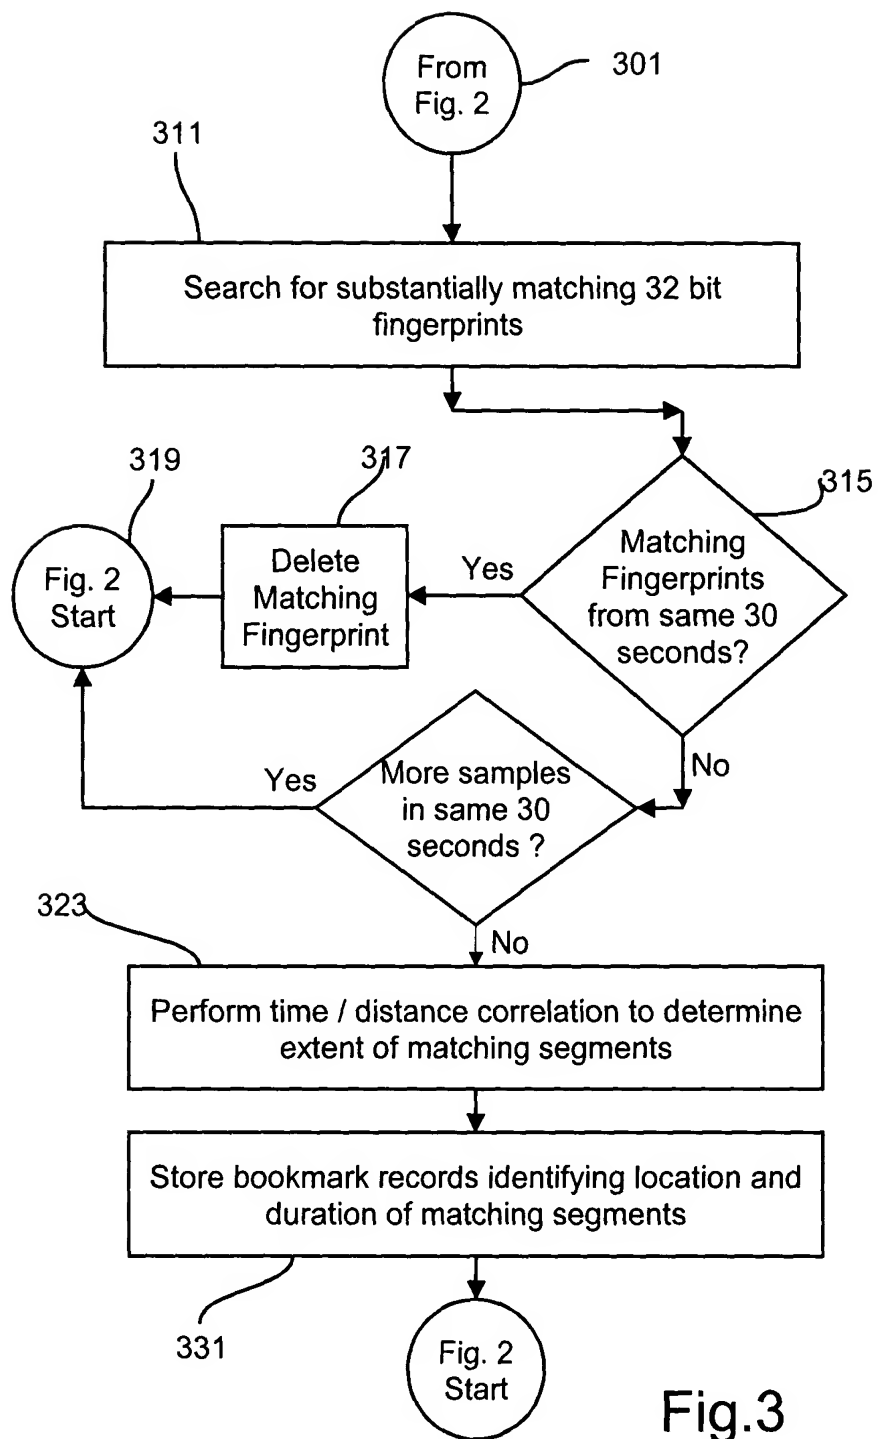 From
Fig. 2
301
311
Search for substantially matching 32 bit
fingerprints
319
317
315
Fig. 2
Start
Delete
Matching
Fingerprint
Yes
Matching
Fingerprints
from same 30
seconds?
No
Yes
More samples
in same 30
seconds ?
323
No
Perform time / distance correlation to determine
extent of matching segments
Store bookmark records identifying location and
duration of matching segments
331
Fig. 2
Start
Fig.3